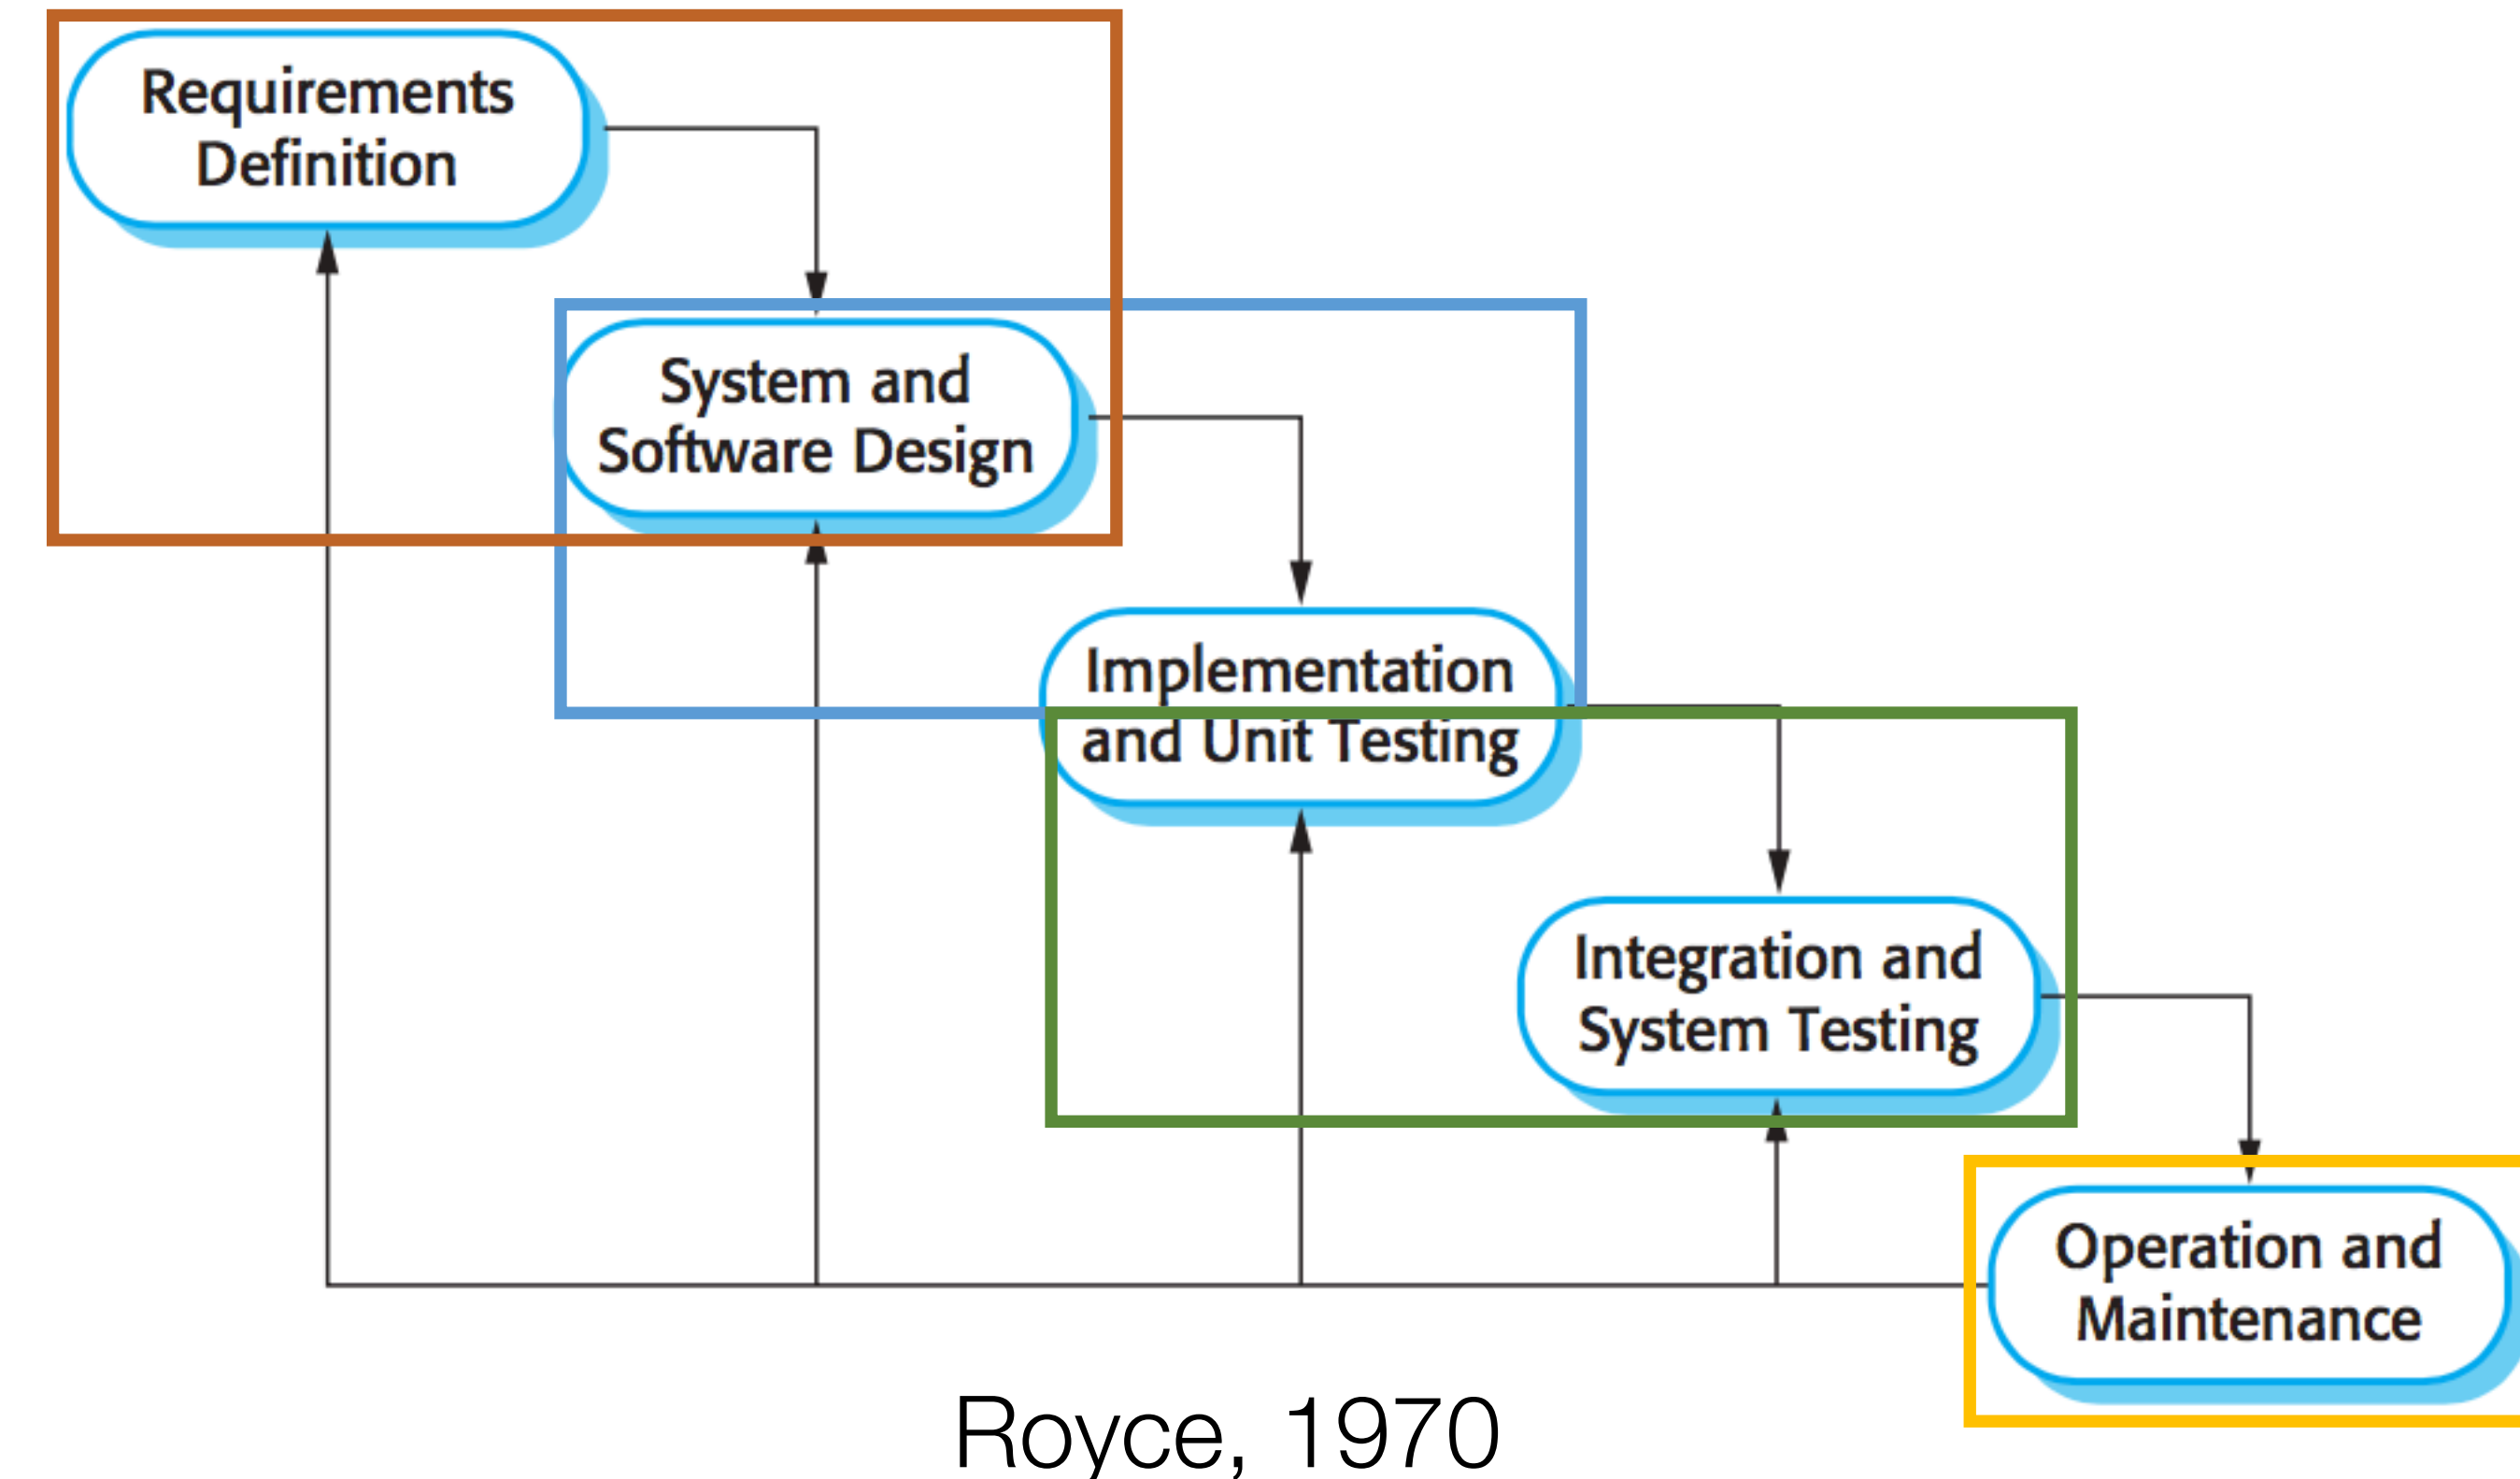 Requirements
Definition
System and
Software Design
Implementation
and Unit Testing
Integration and
System Testing
Operation and
Maintenance
Royce, 1970